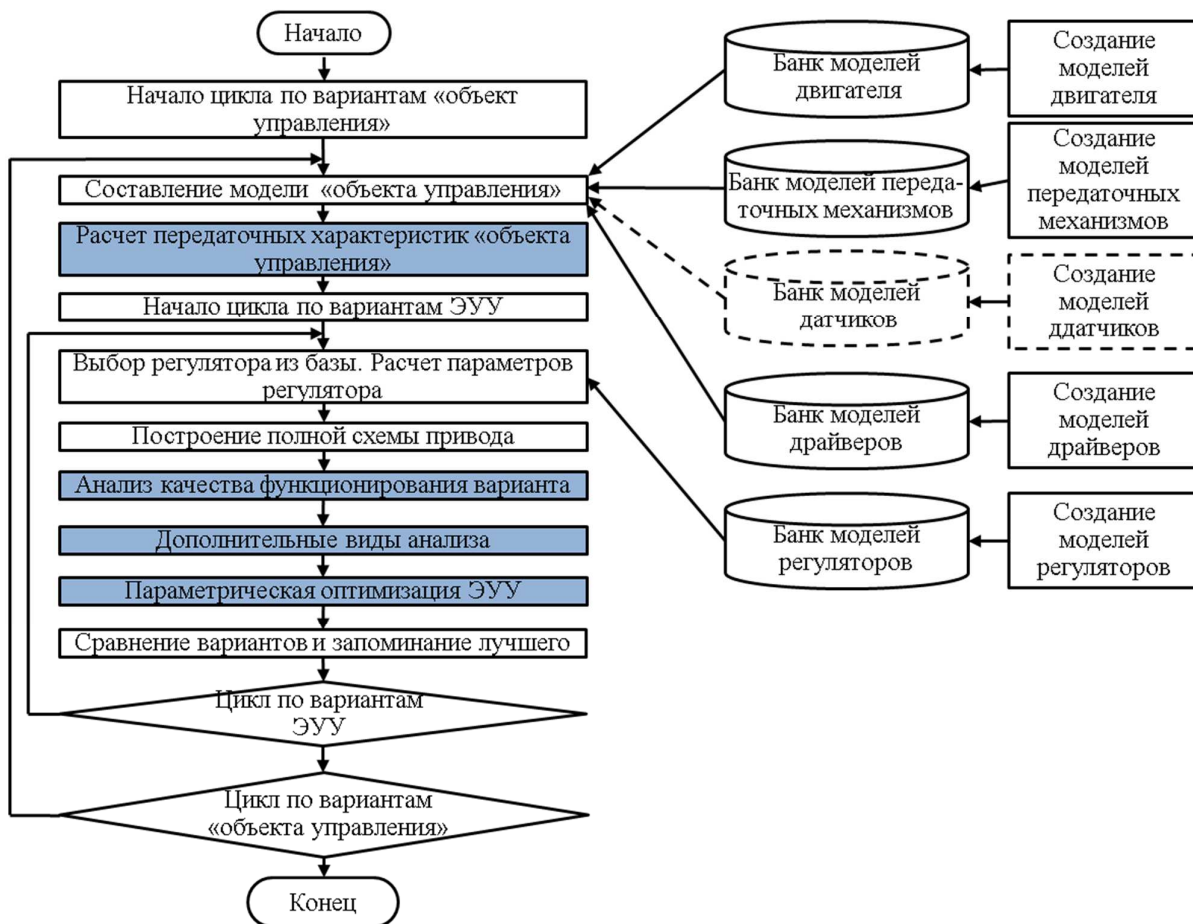 Начало
Начало цикла по вариантам «объект
управления»
Составление модели «объекта управления»
Расчет передаточных характеристик «объекта
управления»
Начало цикла по вариантам ЭУУ
Выбор регулятора из базы. Расчет параметров
регулятора
Построение полной схемы привода
Анализ качества функционирования варианта
Дополнительные виды анализа
Параметрическая оптимизация ЭУУ
Сравнение вариантов и запоминание лучшего
Цикл по вариантам
ЭУУ
Цикл по вариантам
«объекта управления»
Конец
Банк моделей
двигателя
Создание
моделей
двигателя
Банк моделей переда-
точных механизмов
Создание
моделей
передаточных
механизмов
Банк моделей
датчиков
Создание
моделей
ддатчиков
Банк моделей
драйверов
Создание
моделей
драйверов
Банк моделей
регуляторов
Создание
моделей
регуляторов